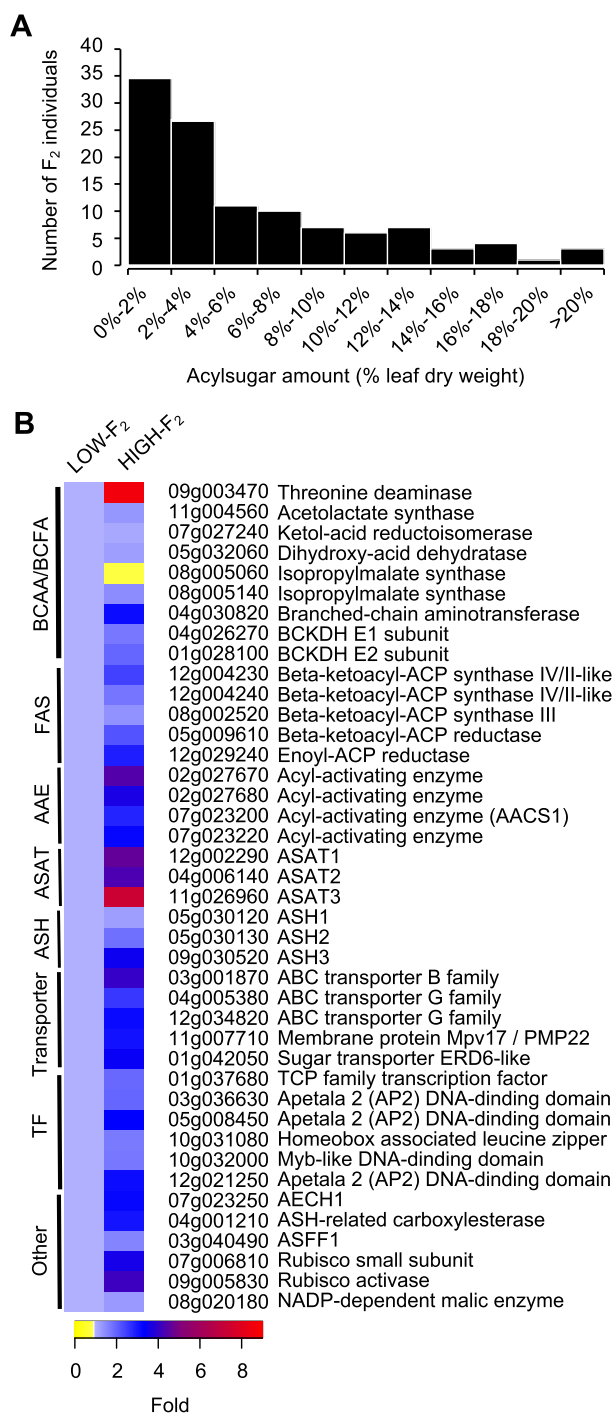 A
Number of F2 individuals
40
35
30
25
20
15
10
5
0
0%-2%
2%-4%
4%-6%
6%-8%
8%-10%
10%-12%
12%-14%
14%-16%
16%-18%
18%-20%
>20%
Acylsugar amount (% leaf dry weight)
B
LOW-F2
HIGH-F2
BCAA/BCFA
09g003470 Threonine deaminase
11g004560 Acetolactate synthase
07g027240 Ketol-acid reductoisomerase
05g032060 Dihydroxy-acid dehydratase
08g005060 Isopropylmalate synthase
08g005140 Isopropylmalate synthase
04g030820 Branched-chain aminotransferase
04g026270 BCKDH E1 subunit
01g028100 BCKDH E2 subunit
FAS
12g004230 Beta-ketoacyl-ACP synthase IV/II-like
12g004240 Beta-ketoacyl-ACP synthase IV/II-like
08g002520 Beta-ketoacyl-ACP synthase III
05g009610 Beta-ketoacyl-ACP reductase
12g029240 Enoyl-ACP reductase
AAE
02g027670 Acyl-activating enzyme
02g027680 Acyl-activating enzyme
07g023200 Acyl-activating enzyme (AACS1)
07g023220 Acyl-activating enzyme
ASAT
12g002290 ASAT1
04g006140 ASAT2
11g026960 ASAT3
ASH
05g030120 ASH1
05g030130 ASH2
09g030520 ASH3
Transporter
03g001870 ABC transporter B family
04g005380 ABC transporter G family
12g034820 ABC transporter G family
11g007710 Membrane protein Mpv17 / PMP22
01g042050 Sugar transporter ERD6-like
TF
01g037680 TCP family transcription factor
03g036630 Apetala 2 (AP2) DNA-dinding domain
05g008450 Apetala 2 (AP2) DNA-dinding domain
10g031080 Homeobox associated leucine zipper
10g032000 Myb-like DNA-dinding domain
12g021250 Apetala 2 (AP2) DNA-dinding domain
Other
07g023250 AECH1
04g001210 ASH-related carboxylesterase
03g040490 ASFF1
07g006810 Rubisco small subunit
09g005830 Rubisco activase
08g020180 NADP-dependent malic enzyme
0 2 4 6 8
Fold